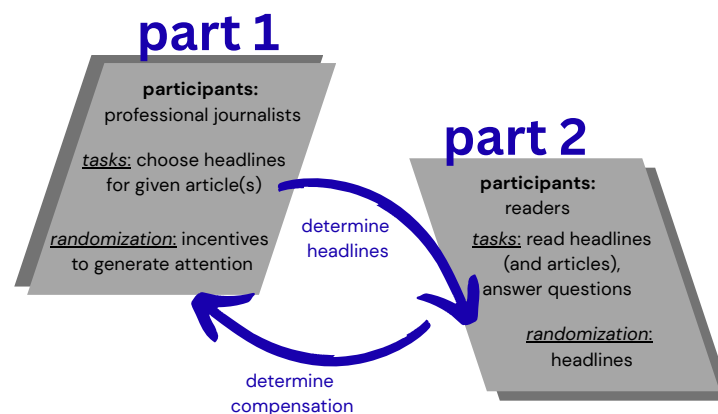 part 1
participants:
professional journalists
tasks: choose headlines
for given article(s)
randomization: incentives
to generate attention
determine
headlines
part 2
participants:
readers
tasks: read headlines
(and articles),
answer questions
randomization:
headlines
determine
compensation